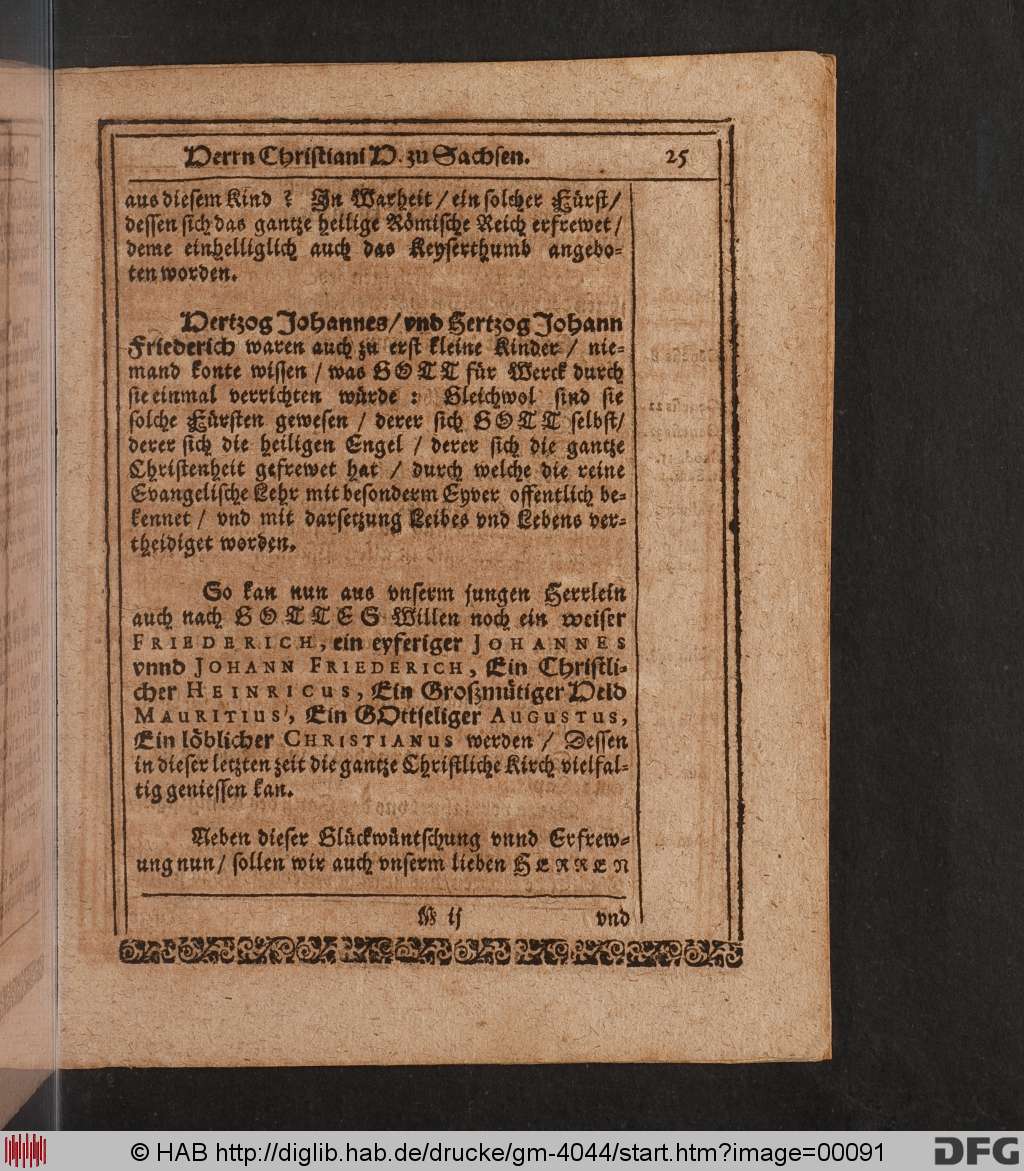 Herrn Christiani H. zu Sachsen. 25
aus diesem Kind? In Warheit/ ein solcher Fürst/
dessen sich das gantze heilige Römische Reich erfrewet/
deme einhelliglich auch das Keyserthumb angebo-
ten worden.
Hertzog Johannes/ vnd Hertzog Johann
Friederich waren auch zu erst kleine Kinder/ nie-
mand konte wissen/ was GOTT für Werck durch
sie einmal verrichten würde: Gleichwol sind sie
solche Fürsten gewesen/ derer sich GOTT selbst/
derer sich die heiligen Engel/ derer sich die gantze
Christenheit gefrewet hat/ durch welche die reine
Evangelische Lehr mit besonderm Eyver offentlich be-
kennet/ vnd mit darsetzung Leibes vnd Lebens ver-
theidiget worden.
So kan nun aus vnserm jungen Herrlein
auch nach GOTTES Willen noch ein weiser
FRIEDERICH, ein eyferiger JOHANNES
vnnd JOHANN FRIEDERICH, Ein Christli-
cher HEINRICUS, Ein Großmütiger Held
MAURITIUS, Ein GOttseliger AUGUSTUS,
Ein löblicher CHRISTIANUS werden/ Dessen
in dieser letzten zeit die gantze Christliche Kirch vielfal-
tig geniessen kan.
Neben dieser Glückwüntschung vnnd Erfrew-
ung nun/ sollen wir auch vnserm lieben HERREN
ij vnd
© HAB http://diglib.hab.de/drucke/gm-4044/start.htm?image=00091
DFG